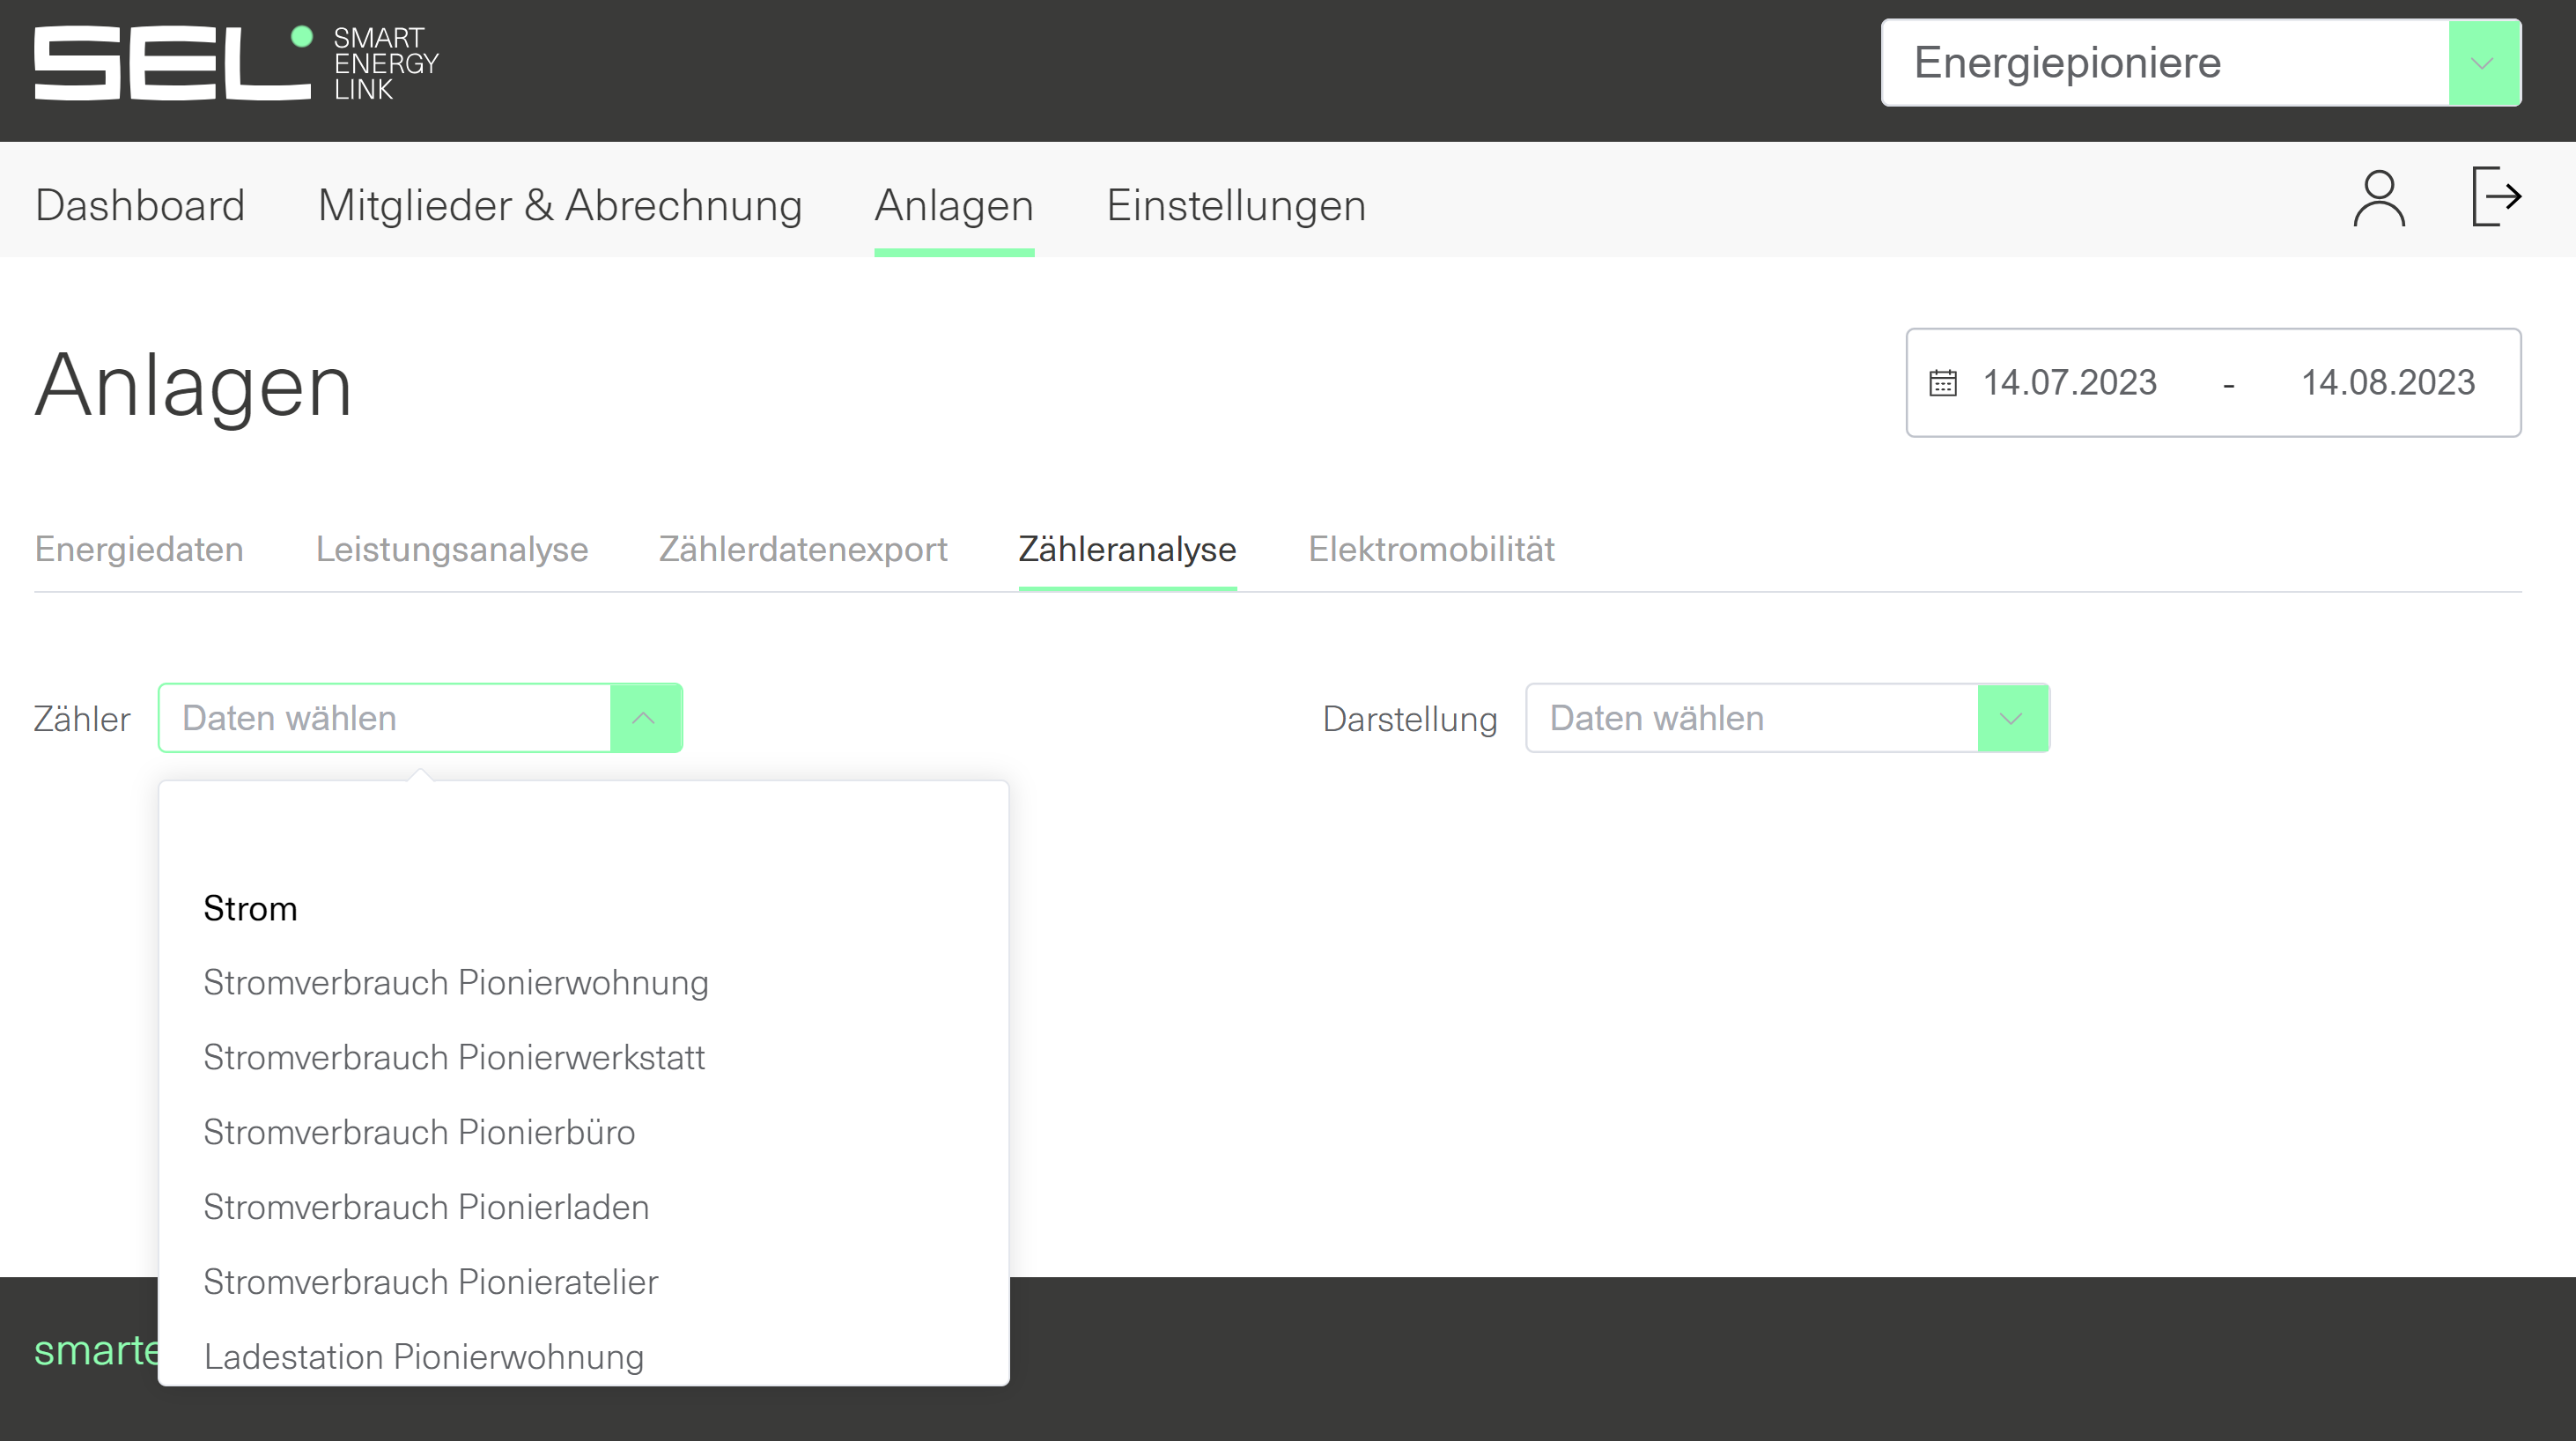 SEL SMART
ENERGY
LINK
Energiepioniere
Dashboard Mitglieder & Abrechnung Anlagen Einstellungen
Anlagen
14.07.2023 - 14.08.2023
Energiedaten Leistungsanalyse Zählerdatenexport Zähleranalyse Elektromobilität
Zähler Daten wählen Darstellung Daten wählen
Strom
Stromverbrauch Pionierwohnung
Stromverbrauch Pionierwerkstatt
Stromverbrauch Pionierbüro
Stromverbrauch Pionierladen
Stromverbrauch Pionieratelier
Ladestation Pionierwohnung
smarte